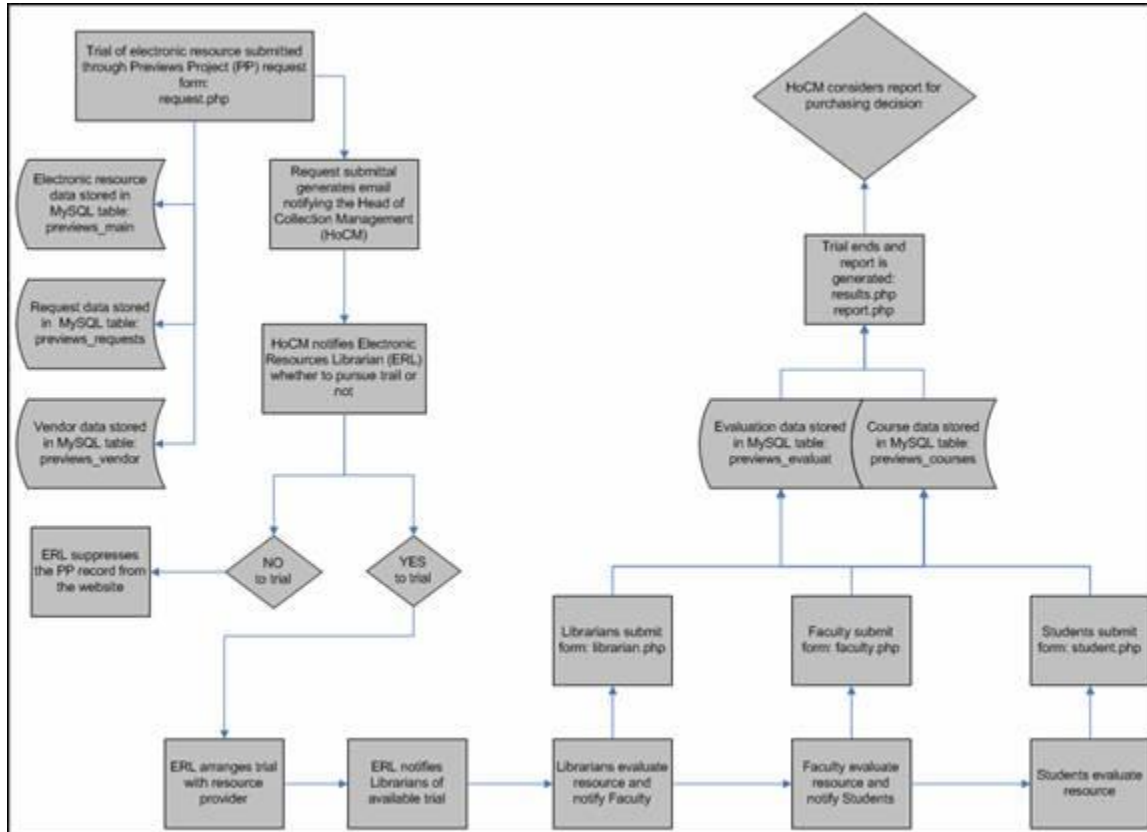 Trial of electronic resource submitted
through Previews Project (PP) request
form:
request.php
Electronic resource
data stored in
MySQL table:
previews_main
Request data stored
in MySQL table:
previews_requests
Vendor data stored
in MySQL table:
previews_vendor
Request submittal
generates email
notifying the Head of
Collection Management
(HoCM)
HoCM notifies Electronic
Resources Librarian (ERL)
whether to pursue trail or
not
NO
to trial
YES
to trial
ERL suppresses
the PP record from
the website
ERL arranges trial
with resource
provider
ERL notifies
Librarians of
available trial
Librarians evaluate
resource and
notify Faculty
Faculty evaluate
resource and
notify Students
Students evaluate
resource
Librarians submit
form: librarian.php
Faculty submit
form: faculty.php
Students submit
form: student.php
Evaluation data stored
in MySQL table:
previews_evaluat
Course data stored
in MySQL table:
previews_courses
Trial ends and
report is
generated:
results.php
report.php
HoCM considers report for
purchasing decision